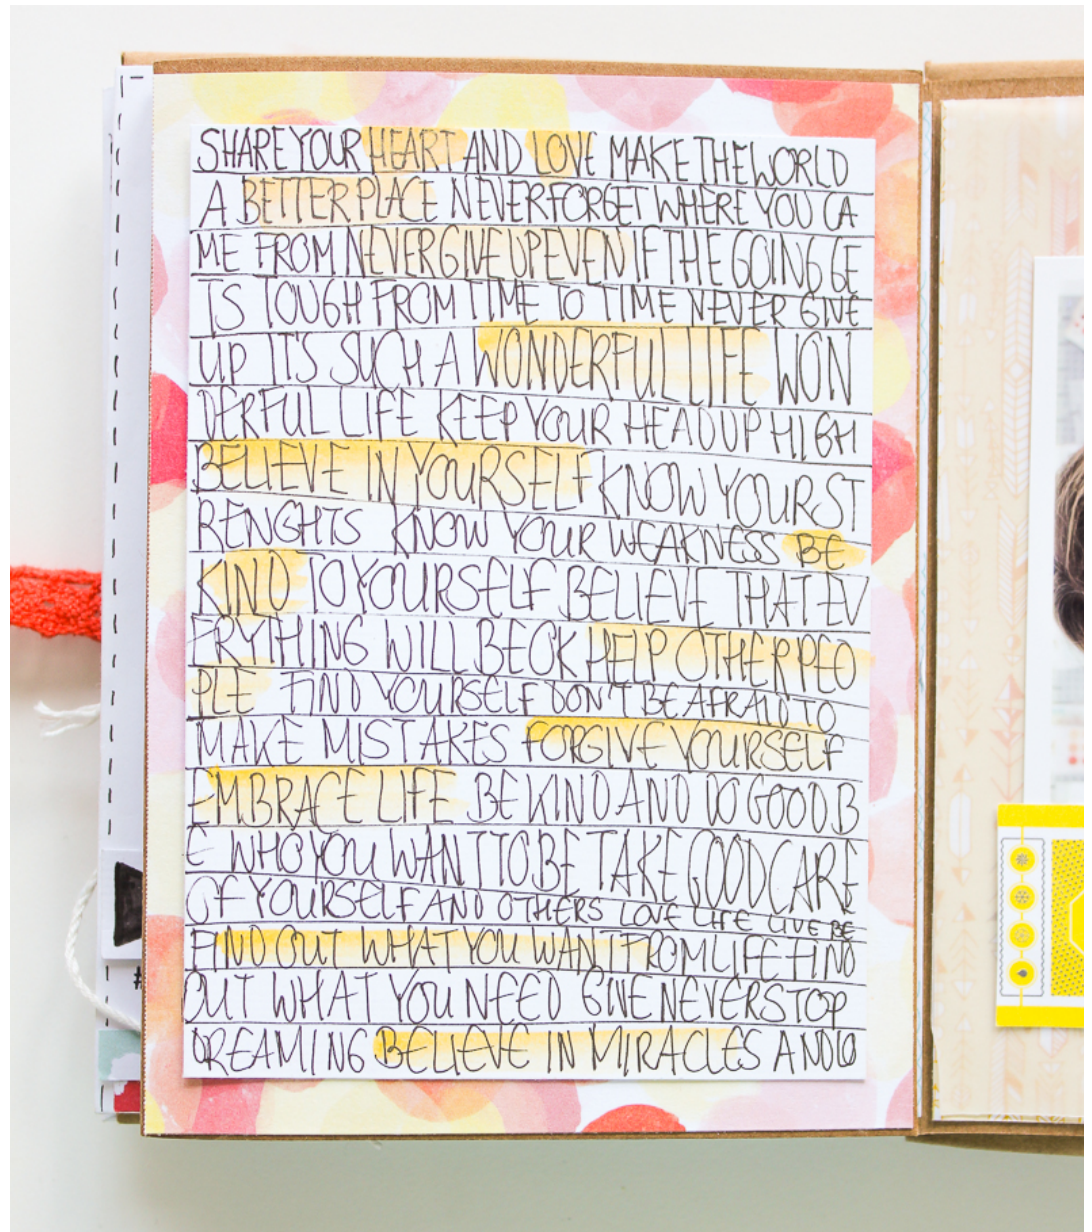 SHARE YOUR HEART AND LOVE MAKE THE WORLD
A BETTER PLACE NEVER FORGET WHERE YOU CA
ME FROM NEVER GIVE UP EVEN IF THE GOING GE
TS TOUGH FROM TIME TO TIME NEVER GIVE
UP IT'S SUCH A WONDERFUL LIFE WON
DERFUL LIFE KEEP YOUR HEAD UP HIGH
BELIEVE IN YOURSELF KNOW YOUR ST
RENGHTS KNOW YOUR WEAKNESS BE
KIND TO YOURSELF BELIEVE THAT EV
ERYTHING WILL BE OK HELP OTHER PEO
PLE FIND YOURSELF DON'T BE AFRAID TO
MAKE MISTAKES FORGIVE YOURSELF
EMBRACE LIFE BE KIND AND DO GOOD B
E WHO YOU WANT TO BE TAKE GOOD CARE
OF YOURSELF AND OTHERS LOVE LIFE LIVE BE
FIND OUT WHAT YOU WANT FROM LIFE FIND
OUT WHAT YOU NEED GIVE NEVER STOP
DREAMING BELIEVE IN MIRACLES AND LO